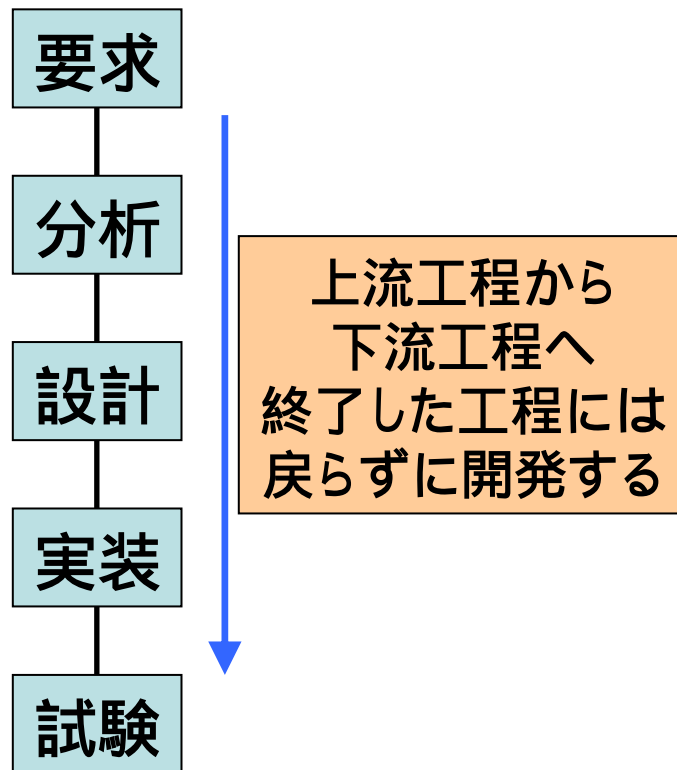 要求
分析
設計
実装
試験
上流工程から
下流工程へ
終了した工程には
戻らずに開発する